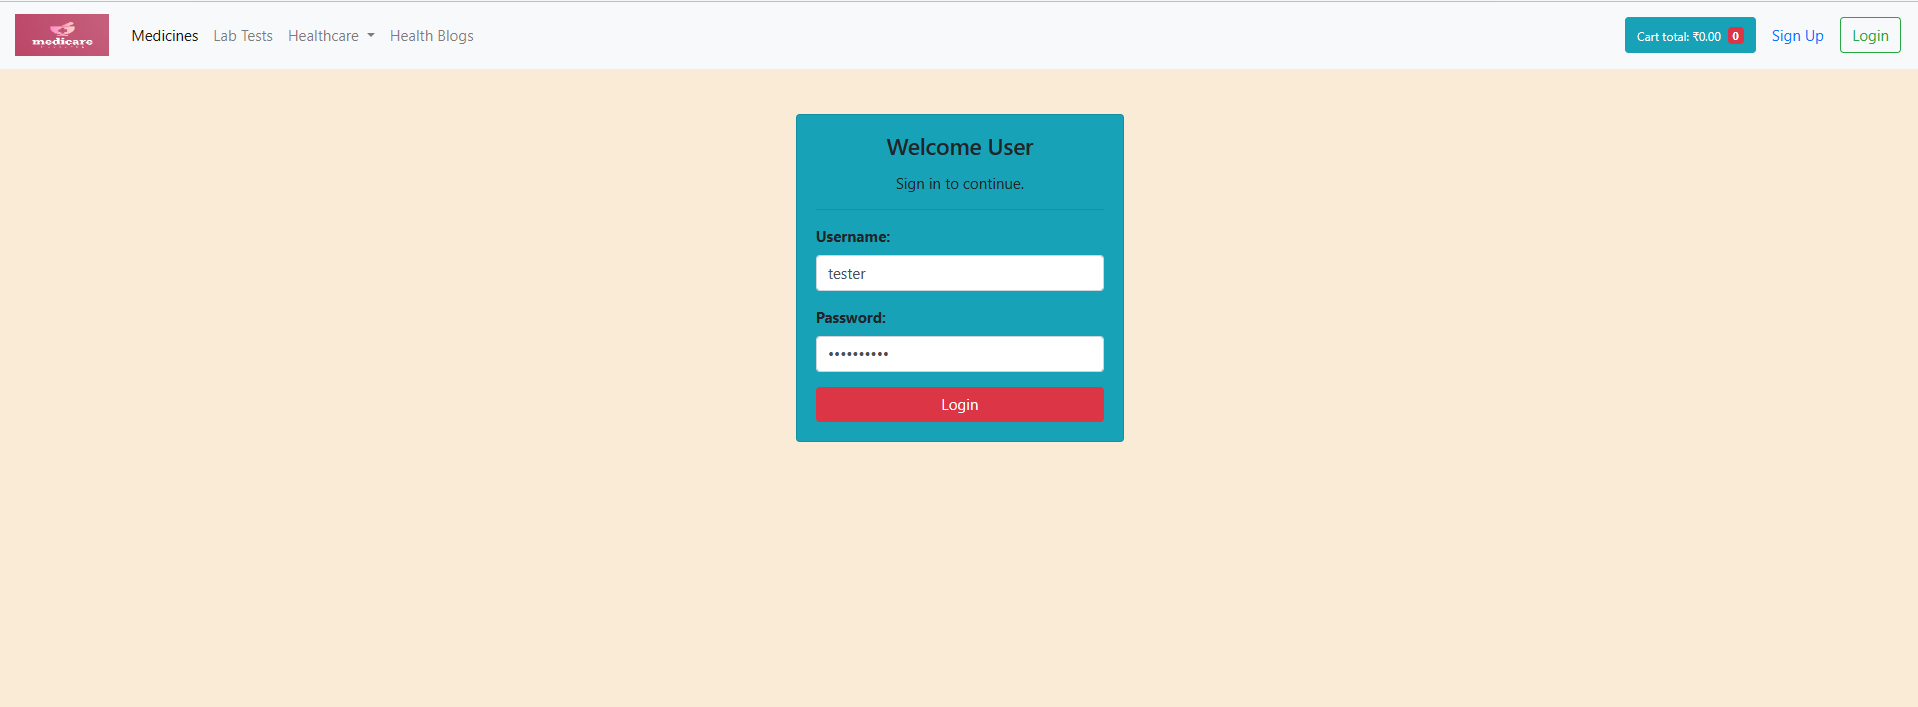 medicare
Medicines Lab Tests Healthcare Health Blogs Cart total: ₹0.00 0 Sign Up Login
Welcome User
Sign in to continue.
Username:
tester
Password:
••••••••••
Login